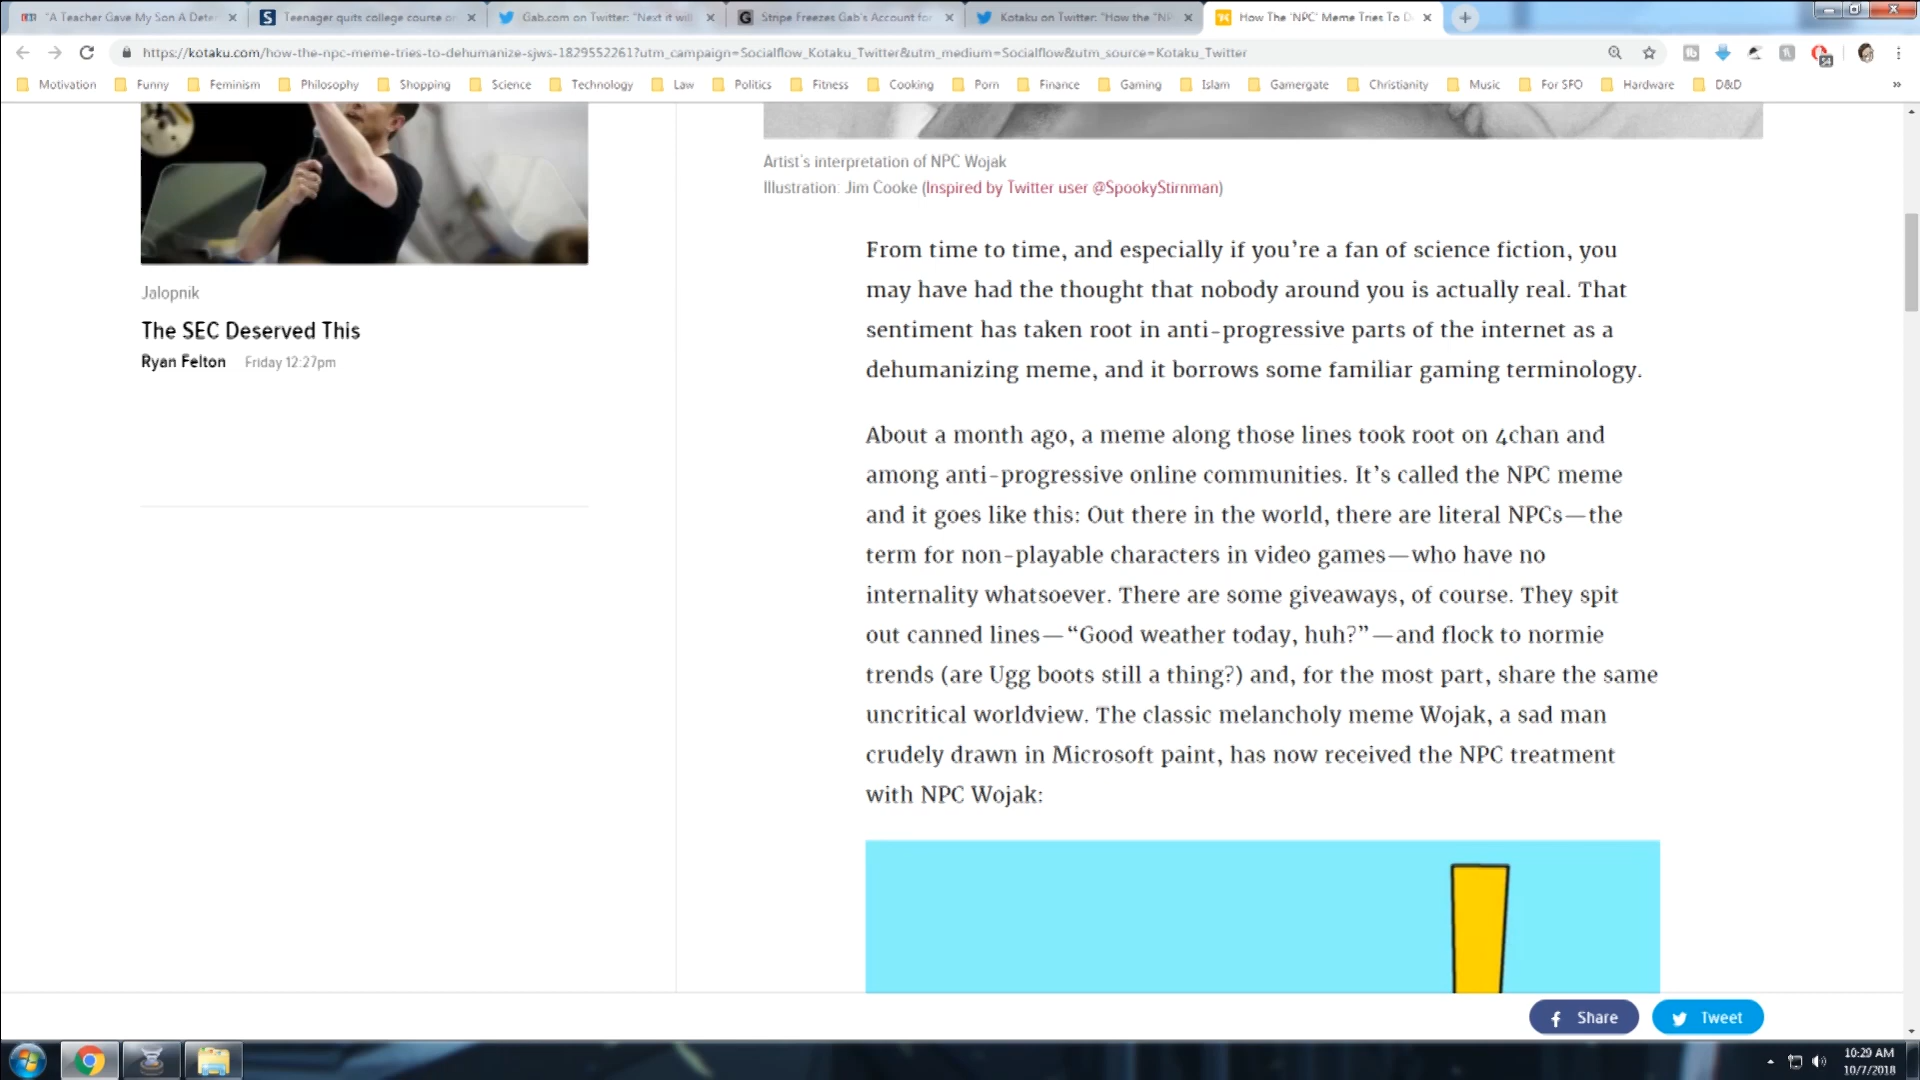 "A Teacher Gave My Son A Deter
Teenager quits college course or
Gab.com on Twitter: "Next it will
Stripe Freezes Gab's Account for
Kotaku on Twitter: "How the "NP
How The 'NPC' Meme Tries To D
https://kotaku.com/how-the-npc-meme-tries-to-dehumanize-sjws-1829552261?utm_campaign=Socialflow_Kotaku_Twitter&utm_medium=Socialflow&utm_source=Kotaku_Twitter
Motivation Funny Feminism Philosophy Shopping Science Technology Law Politics Fitness Cooking Porn Finance Gaming Islam Gamergate Christianity Music For SFO Hardware D&D »
Artist's interpretation of NPC Wojak
Illustration: Jim Cooke (Inspired by Twitter user @SpookyStirnman)
Jalopnik
The SEC Deserved This
Ryan Felton Friday 12:27pm
From time to time, and especially if you're a fan of science fiction, you
may have had the thought that nobody around you is actually real. That
sentiment has taken root in anti-progressive parts of the internet as a
dehumanizing meme, and it borrows some familiar gaming terminology.
About a month ago, a meme along those lines took root on 4chan and
among anti-progressive online communities. It's called the NPC meme
and it goes like this: Out there in the world, there are literal NPCs—the
term for non-playable characters in video games—who have no
internality whatsoever. There are some giveaways, of course. They spit
out canned lines—“Good weather today, huh?”—and flock to normie
trends (are Ugg boots still a thing?) and, for the most part, share the same
uncritical worldview. The classic melancholy meme Wojak, a sad man
crudely drawn in Microsoft paint, has now received the NPC treatment
with NPC Wojak:
Share
Tweet
10:29 AM
10/7/2018